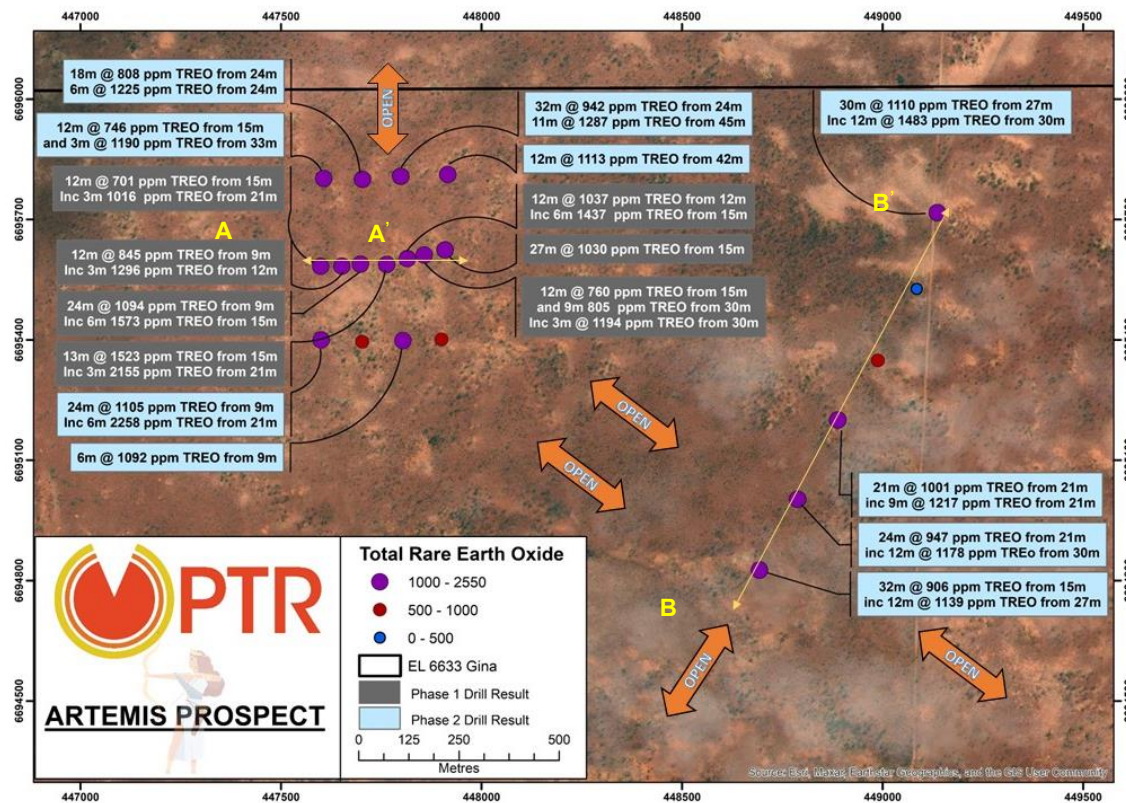 447000 447500 448000 448500 449000 449500
6696000
6695700
6695400
6695100
6694800
6694500
18m @ 808 ppm TREO from 24m
6m @ 1225 ppm TREO from 24m
12m @ 746 ppm TREO from 15m
and 3m @ 1190 ppm TREO from 33m
12m @ 701 ppm TREO from 15m
Inc 3m 1016 ppm TREO from 21m
A
A'
12m @ 845 ppm TREO from 9m
Inc 3m 1296 ppm TREO from 12m
24m @ 1094 ppm TREO from 9m
Inc 6m 1573 ppm TREO from 15m
13m @ 1523 ppm TREO from 15m
Inc 3m 2155 ppm TREO from 21m
24m @ 1105 ppm TREO from 9m
Inc 6m 2258 ppm TREO from 21m
6m @ 1092 ppm TREO from 9m
OPEN
32m @ 942 ppm TREO from 24m
11m @ 1287 ppm TREO from 45m
12m @ 1113 ppm TREO from 42m
12m @ 1037 ppm TREO from 12m
Inc 6m 1437 ppm TREO from 15m
27m @ 1030 ppm TREO from 15m
12m @ 760 ppm TREO from 15m
and 9m 805 ppm TREO from 30m
Inc 3m @ 1194 ppm TREO from 30m
30m @ 1110 ppm TREO from 27m
Inc 12m @ 1483 ppm TREO from 30m
B'
OPEN
OPEN
21m @ 1001 ppm TREO from 21m
inc 9m @ 1217 ppm TREO from 21m
24m @ 947 ppm TREO from 21m
inc 12m @ 1178 ppm TREo from 30m
32m @ 906 ppm TREO from 15m
inc 12m @ 1139 ppm TREO from 27m
B
OPEN
OPEN
PTR
ARTEMIS PROSPECT
Total Rare Earth Oxide
1000 - 2550
500 - 1000
0 - 500
EL 6633 Gina
Phase 1 Drill Result
Phase 2 Drill Result
0 125 250 500
Metres
Source: Esri, Maxar, Earthstar Geographics, and the GIS User Community
447000 447500 448000 448500 449000 449500